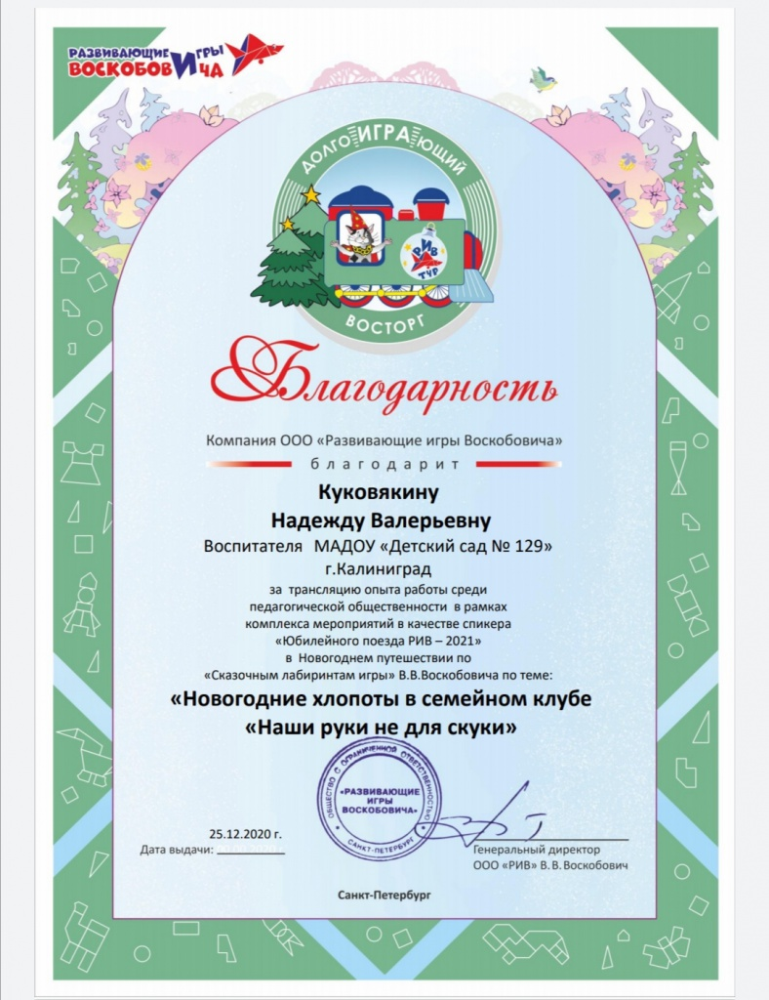 РАЗВИВАЮЩИЕ ИГРЫ
ВОСКОБОВИЧА
ДОЛГОИГРАЮЩИЙ
РИВ
ТУР
ВОСТОРГ
Благодарность
Компания ООО «Развивающие игры Воскобовича»
благодарит
Куковякину
Надежду Валерьевну
Воспитателя МАДОУ «Детский сад № 129»
г.Калиниград
за трансляцию опыта работы среди
педагогической общественности в рамках
комплекса мероприятий в качестве спикера
«Юбилейного поезда РИВ – 2021»
в Новогоднем путешествии по
«Сказочным лабиринтам игры» В.В.Воскобовича по теме:
«Новогодние хлопоты в семейном клубе
«Наши руки не для скуки»
ОБЩЕСТВО С ОГРАНИЧЕННОЙ ОТВЕТСТВЕННОСТЬЮ
«РАЗВИВАЮЩИЕ
ИГРЫ
ВОСКОБОВИЧА»
САНКТ-ПЕТЕРБУРГ
25.12.2020 г.
Дата выдачи:
Генеральный директор
ООО «РИВ» В.В.Воскобович
Санкт-Петербург